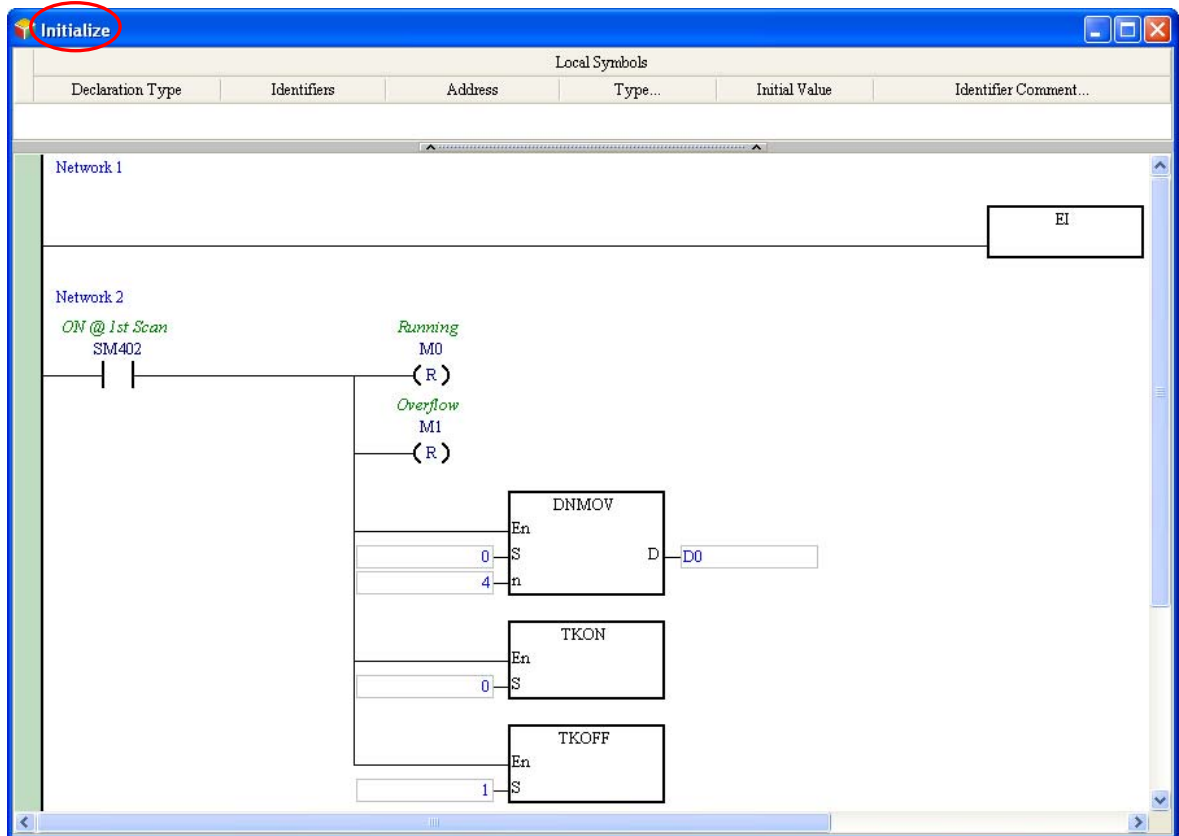 Initialize
Local Symbols
Declaration Type Identifiers Address Type... Initial Value Identifier Comment...
Network 1
EI
Network 2
ON @ 1st Scan
SM402
Running
M0
R
Overflow
M1
R
DNMOV
En
0 S D D0
4 n
TKON
En
0 S
TKOFF
En
1 S